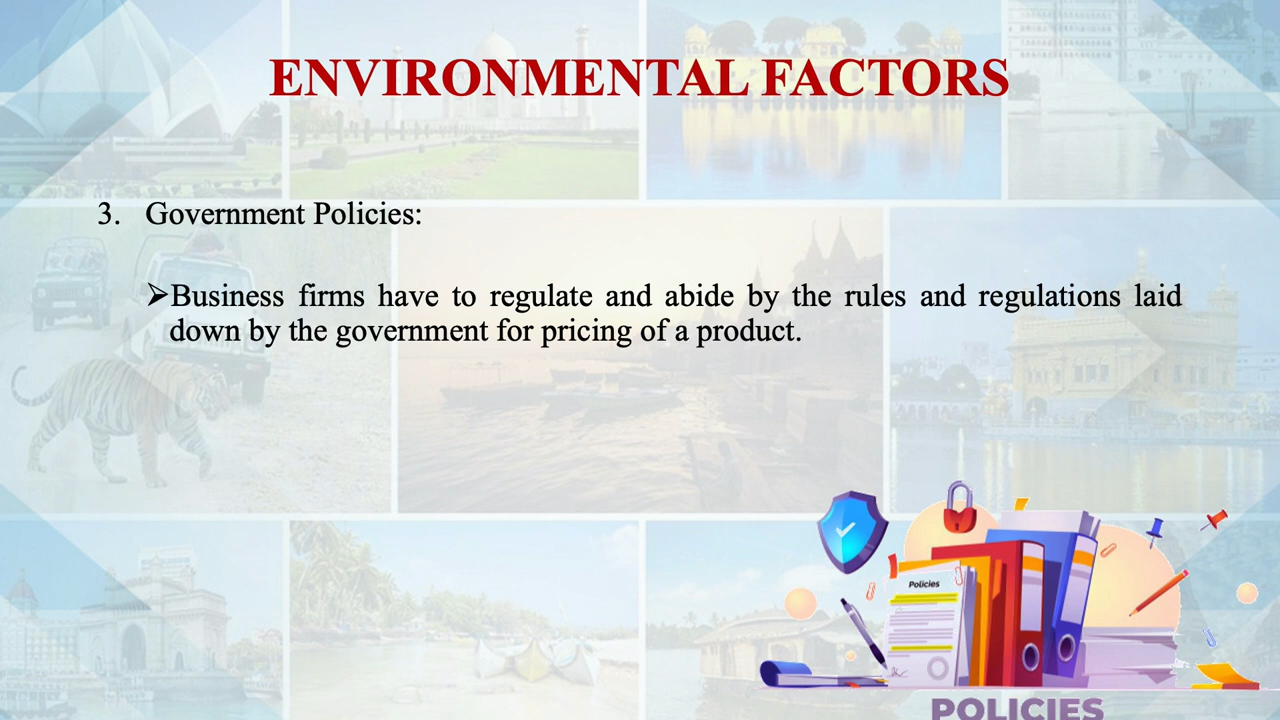 ENVIRONMENTAL FACTORS
3. Government Policies:
➢Business firms have to regulate and abide by the rules and regulations laid
down by the government for pricing of a product.
Policies
POLICIES